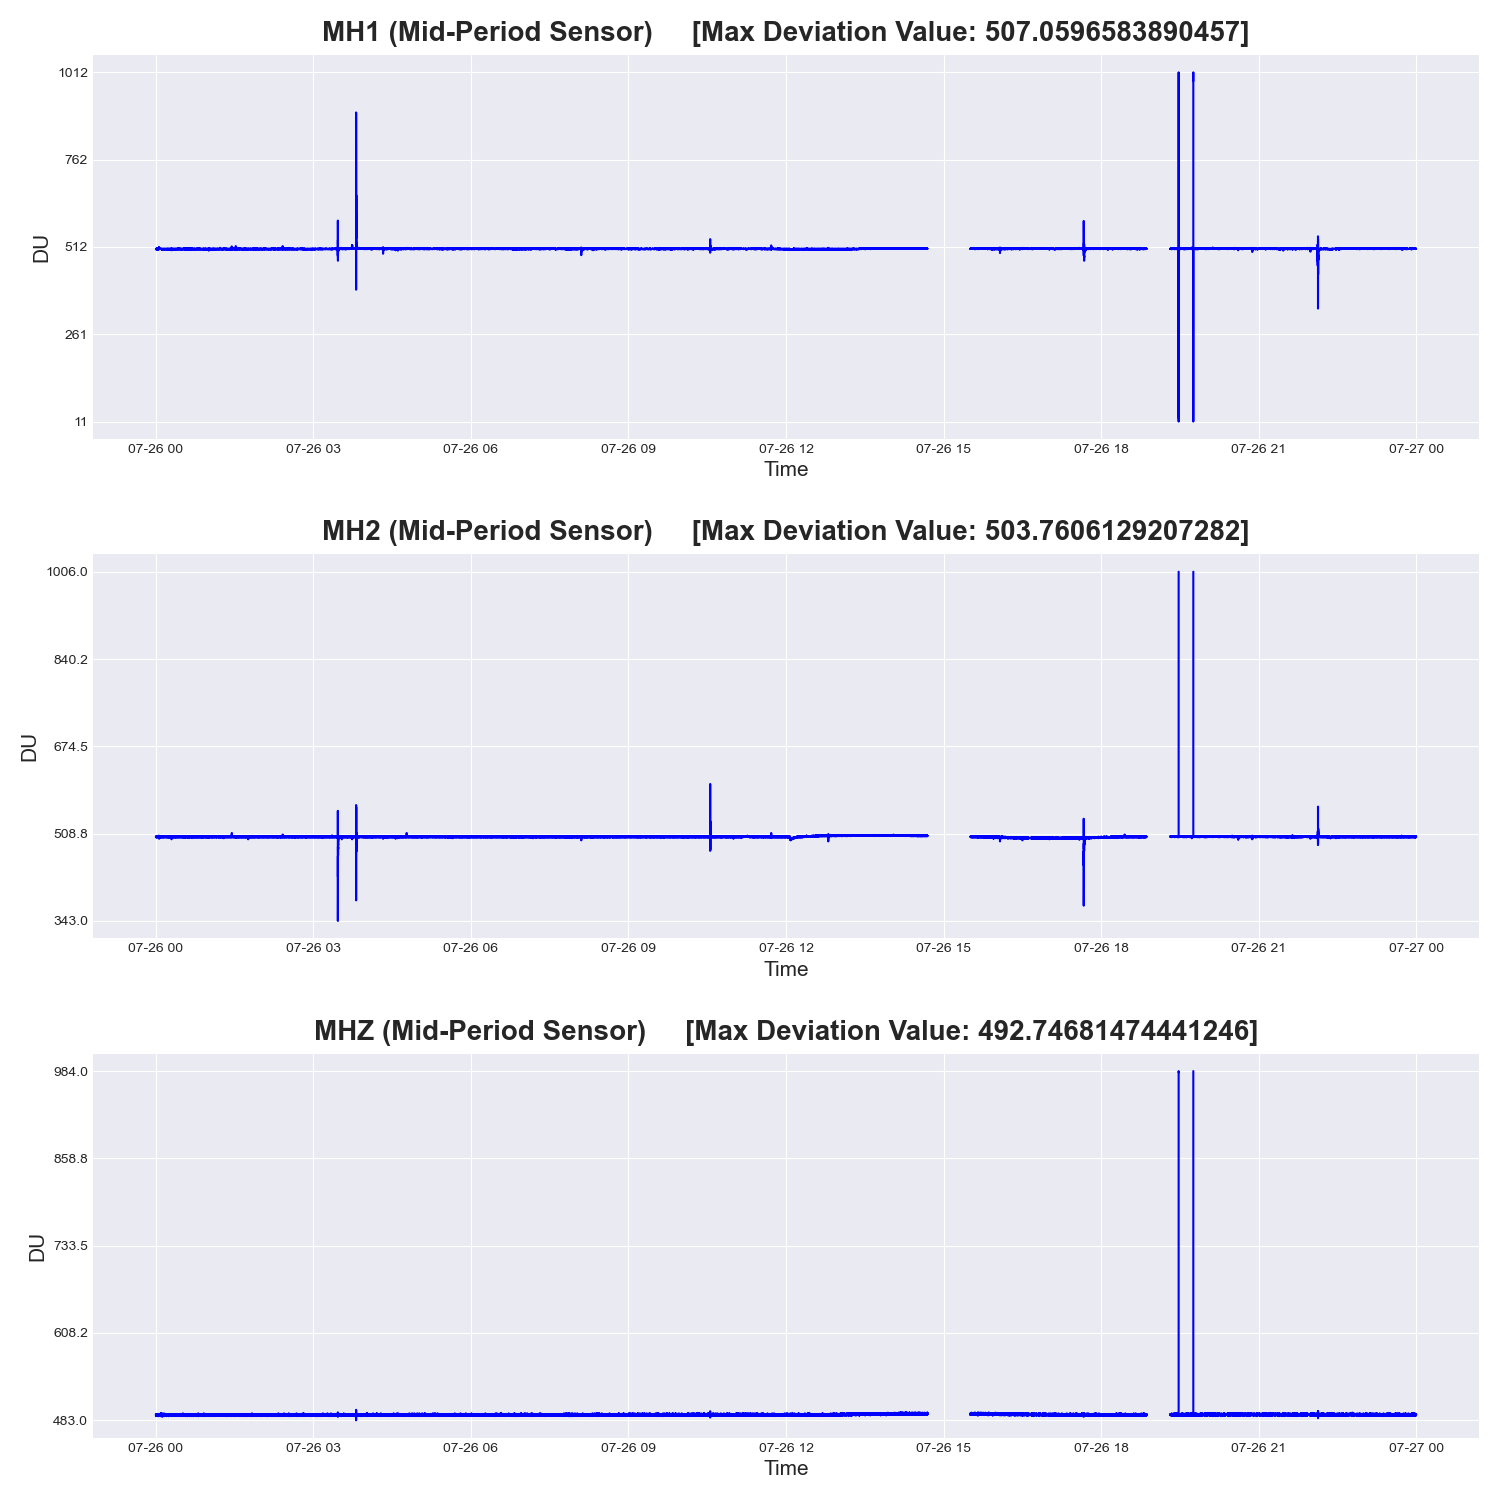 MH1 (Mid-Period Sensor) [Max Deviation Value: 507.0596583890457]
1012
762
512
261
11
DU
07-26 00 07-26 03 07-26 06 07-26 09 07-26 12 07-26 15 07-26 18 07-26 21 07-27 00
Time
MH2 (Mid-Period Sensor) [Max Deviation Value: 503.7606129207282]
1006.0
840.2
674.5
508.8
343.0
DU
07-26 00 07-26 03 07-26 06 07-26 09 07-26 12 07-26 15 07-26 18 07-26 21 07-27 00
Time
MHZ (Mid-Period Sensor) [Max Deviation Value: 492.74681474441246]
984.0
858.8
733.5
608.2
483.0
DU
07-26 00 07-26 03 07-26 06 07-26 09 07-26 12 07-26 15 07-26 18 07-26 21 07-27 00
Time